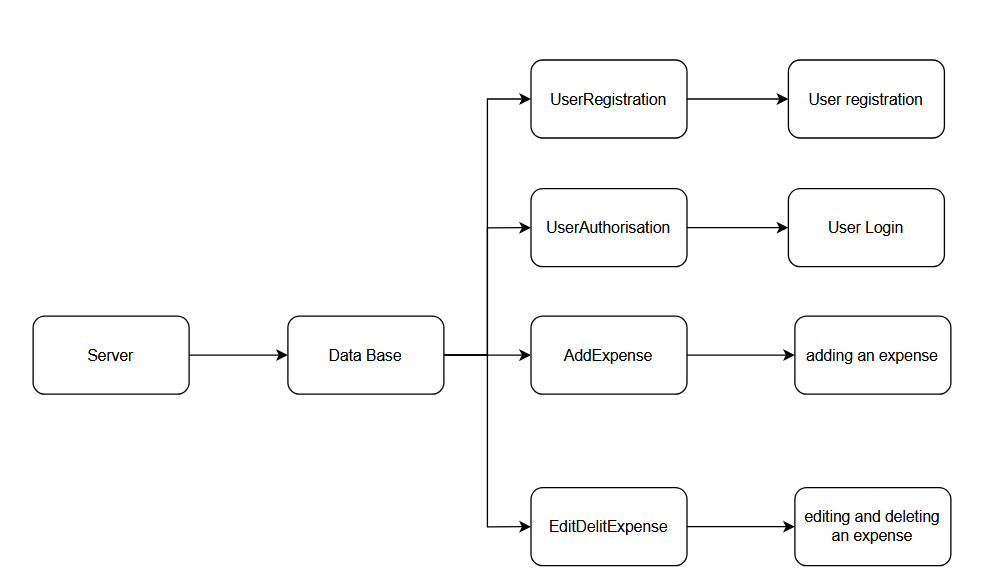 UserRegistration
User registration
UserAuthorisation
User Login
Server
Data Base
AddExpense
adding an expense
EditDelitExpense
editing and deleting
an expense